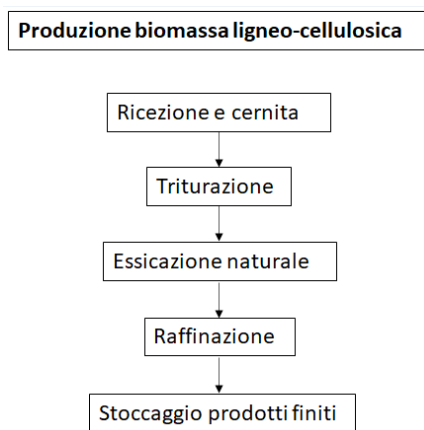 Produzione biomassa ligneo-cellulosica
Ricezione e cernita
Triturazione
Essicazione naturale
Raffinazione
Stoccaggio prodotti finiti